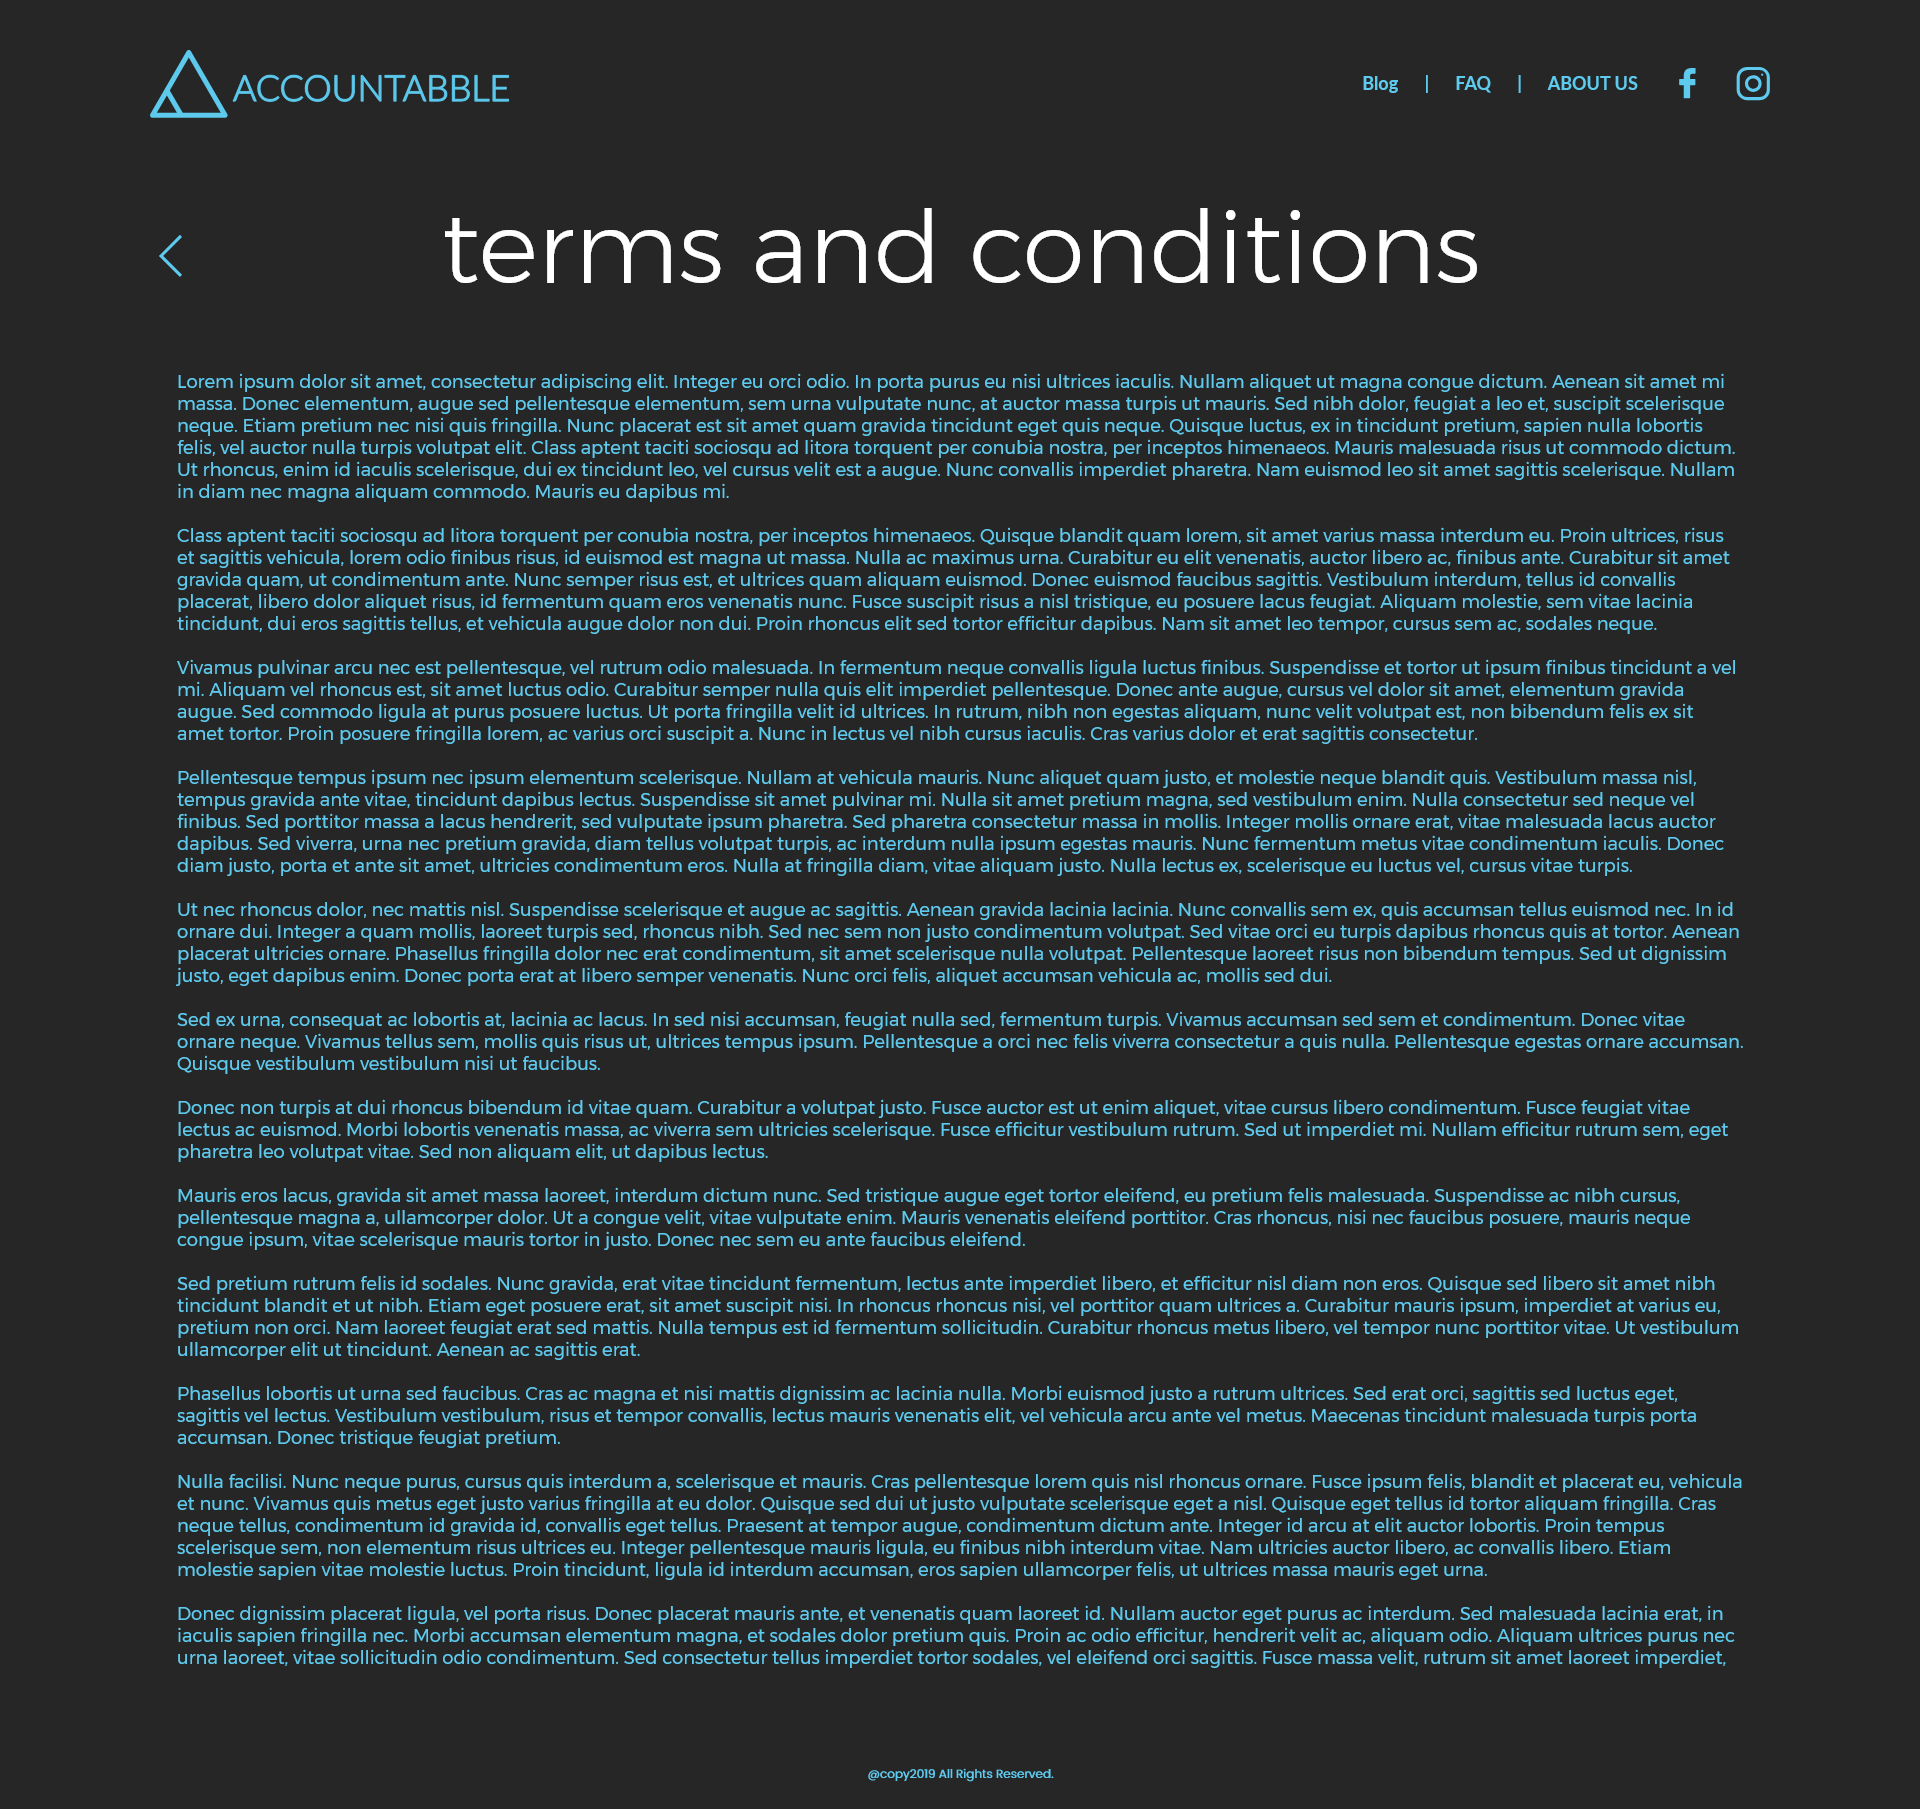 ACCOUNTABBLE
Blog | FAQ | ABOUT US
terms and conditions
Lorem ipsum dolor sit amet, consectetur adipiscing elit. Integer eu orci odio. In porta purus eu nisi ultrices iaculis. Nullam aliquet ut magna congue dictum. Aenean sit amet mi
massa. Donec elementum, augue sed pellentesque elementum, sem urna vulputate nunc, at auctor massa turpis ut mauris. Sed nibh dolor, feugiat a leo et, suscipit scelerisque
neque. Etiam pretium nec nisi quis fringilla. Nunc placerat est sit amet quam gravida tincidunt eget quis neque. Quisque luctus, ex in tincidunt pretium, sapien nulla lobortis
felis, vel auctor nulla turpis volutpat elit. Class aptent taciti sociosqu ad litora torquent per conubia nostra, per inceptos himenaeos. Mauris malesuada risus ut commodo dictum.
Ut rhoncus, enim id iaculis scelerisque, dui ex tincidunt leo, vel cursus velit est a augue. Nunc convallis imperdiet pharetra. Nam euismod leo sit amet sagittis scelerisque. Nullam
in diam nec magna aliquam commodo. Mauris eu dapibus mi.
Class aptent taciti sociosqu ad litora torquent per conubia nostra, per inceptos himenaeos. Quisque blandit quam lorem, sit amet varius massa interdum eu. Proin ultrices, risus
et sagittis vehicula, lorem odio finibus risus, id euismod est magna ut massa. Nulla ac maximus urna. Curabitur eu elit venenatis, auctor libero ac, finibus ante. Curabitur sit amet
gravida quam, ut condimentum ante. Nunc semper risus est, et ultrices quam aliquam euismod. Donec euismod faucibus sagittis. Vestibulum interdum, tellus id convallis
placerat, libero dolor aliquet risus, id fermentum quam eros venenatis nunc. Fusce suscipit risus a nisl tristique, eu posuere lacus feugiat. Aliquam molestie, sem vitae lacinia
tincidunt, dui eros sagittis tellus, et vehicula augue dolor non dui. Proin rhoncus elit sed tortor efficitur dapibus. Nam sit amet leo tempor, cursus sem ac, sodales neque.
Vivamus pulvinar arcu nec est pellentesque, vel rutrum odio malesuada. In fermentum neque convallis ligula luctus finibus. Suspendisse et tortor ut ipsum finibus tincidunt a vel
mi. Aliquam vel rhoncus est, sit amet luctus odio. Curabitur semper nulla quis elit imperdiet pellentesque. Donec ante augue, cursus vel dolor sit amet, elementum gravida
augue. Sed commodo ligula at purus posuere luctus. Ut porta fringilla velit id ultrices. In rutrum, nibh non egestas aliquam, nunc velit volutpat est, non bibendum felis ex sit
amet tortor. Proin posuere fringilla lorem, ac varius orci suscipit a. Nunc in lectus vel nibh cursus iaculis. Cras varius dolor et erat sagittis consectetur.
Pellentesque tempus ipsum nec ipsum elementum scelerisque. Nullam at vehicula mauris. Nunc aliquet quam justo, et molestie neque blandit quis. Vestibulum massa nisl,
tempus gravida ante vitae, tincidunt dapibus lectus. Suspendisse sit amet pulvinar mi. Nulla sit amet pretium magna, sed vestibulum enim. Nulla consectetur sed neque vel
finibus. Sed porttitor massa a lacus hendrerit, sed vulputate ipsum pharetra. Sed pharetra consectetur massa in mollis. Integer mollis ornare erat, vitae malesuada lacus auctor
dapibus. Sed viverra, urna nec pretium gravida, diam tellus volutpat turpis, ac interdum nulla ipsum egestas mauris. Nunc fermentum metus vitae condimentum iaculis. Donec
diam justo, porta et ante sit amet, ultricies condimentum eros. Nulla at fringilla diam, vitae aliquam justo. Nulla lectus ex, scelerisque eu luctus vel, cursus vitae turpis.
Ut nec rhoncus dolor, nec mattis nisl. Suspendisse scelerisque et augue ac sagittis. Aenean gravida lacinia lacinia. Nunc convallis sem ex, quis accumsan tellus euismod nec. In id
ornare dui. Integer a quam mollis, laoreet turpis sed, rhoncus nibh. Sed nec sem non justo condimentum volutpat. Sed vitae orci eu turpis dapibus rhoncus quis at tortor. Aenean
placerat ultricies ornare. Phasellus fringilla dolor nec erat condimentum, sit amet scelerisque nulla volutpat. Pellentesque laoreet risus non bibendum tempus. Sed ut dignissim
justo, eget dapibus enim. Donec porta erat at libero semper venenatis. Nunc orci felis, aliquet accumsan vehicula ac, mollis sed dui.
Sed ex urna, consequat ac lobortis at, lacinia ac lacus. In sed nisi accumsan, feugiat nulla sed, fermentum turpis. Vivamus accumsan sed sem et condimentum. Donec vitae
ornare neque. Vivamus tellus sem, mollis quis risus ut, ultrices tempus ipsum. Pellentesque a orci nec felis viverra consectetur a quis nulla. Pellentesque egestas ornare accumsan.
Quisque vestibulum vestibulum nisi ut faucibus.
Donec non turpis at dui rhoncus bibendum id vitae quam. Curabitur a volutpat justo. Fusce auctor est ut enim aliquet, vitae cursus libero condimentum. Fusce feugiat vitae
lectus ac euismod. Morbi lobortis venenatis massa, ac viverra sem ultricies scelerisque. Fusce efficitur vestibulum rutrum. Sed ut imperdiet mi. Nullam efficitur rutrum sem, eget
pharetra leo volutpat vitae. Sed non aliquam elit, ut dapibus lectus.
Mauris eros lacus, gravida sit amet massa laoreet, interdum dictum nunc. Sed tristique augue eget tortor eleifend, eu pretium felis malesuada. Suspendisse ac nibh cursus,
pellentesque magna a, ullamcorper dolor. Ut a congue velit, vitae vulputate enim. Mauris venenatis eleifend porttitor. Cras rhoncus, nisi nec faucibus posuere, mauris neque
congue ipsum, vitae scelerisque mauris tortor in justo. Donec nec sem eu ante faucibus eleifend.
Sed pretium rutrum felis id sodales. Nunc gravida, erat vitae tincidunt fermentum, lectus ante imperdiet libero, et efficitur nisl diam non eros. Quisque sed libero sit amet nibh
tincidunt blandit et ut nibh. Etiam eget posuere erat, sit amet suscipit nisi. In rhoncus rhoncus nisi, vel porttitor quam ultrices a. Curabitur mauris ipsum, imperdiet at varius eu,
pretium non orci. Nam laoreet feugiat erat sed mattis. Nulla tempus est id fermentum sollicitudin. Curabitur rhoncus metus libero, vel tempor nunc porttitor vitae. Ut vestibulum
ullamcorper elit ut tincidunt. Aenean ac sagittis erat.
Phasellus lobortis ut urna sed faucibus. Cras ac magna et nisi mattis dignissim ac lacinia nulla. Morbi euismod justo a rutrum ultrices. Sed erat orci, sagittis sed luctus eget,
sagittis vel lectus. Vestibulum vestibulum, risus et tempor convallis, lectus mauris venenatis elit, vel vehicula arcu ante vel metus. Maecenas tincidunt malesuada turpis porta
accumsan. Donec tristique feugiat pretium.
Nulla facilisi. Nunc neque purus, cursus quis interdum a, scelerisque et mauris. Cras pellentesque lorem quis nisl rhoncus ornare. Fusce ipsum felis, blandit et placerat eu, vehicula
et nunc. Vivamus quis metus eget justo varius fringilla at eu dolor. Quisque sed dui ut justo vulputate scelerisque eget a nisl. Quisque eget tellus id tortor aliquam fringilla. Cras
neque tellus, condimentum id gravida id, convallis eget tellus. Praesent at tempor augue, condimentum dictum ante. Integer id arcu at elit auctor lobortis. Proin tempus
scelerisque sem, non elementum risus ultrices eu. Integer pellentesque mauris ligula, eu finibus nibh interdum vitae. Nam ultricies auctor libero, ac convallis libero. Etiam
molestie sapien vitae molestie luctus. Proin tincidunt, ligula id interdum accumsan, eros sapien ullamcorper felis, ut ultrices massa mauris eget urna.
Donec dignissim placerat ligula, vel porta risus. Donec placerat mauris ante, et venenatis quam laoreet id. Nullam auctor eget purus ac interdum. Sed malesuada lacinia erat, in
iaculis sapien fringilla nec. Morbi accumsan elementum magna, et sodales dolor pretium quis. Proin ac odio efficitur, hendrerit velit ac, aliquam odio. Aliquam ultrices purus nec
urna laoreet, vitae sollicitudin odio condimentum. Sed consectetur tellus imperdiet tortor sodales, vel eleifend orci sagittis. Fusce massa velit, rutrum sit amet laoreet imperdiet,
@copy2019 All Rights Reserved.